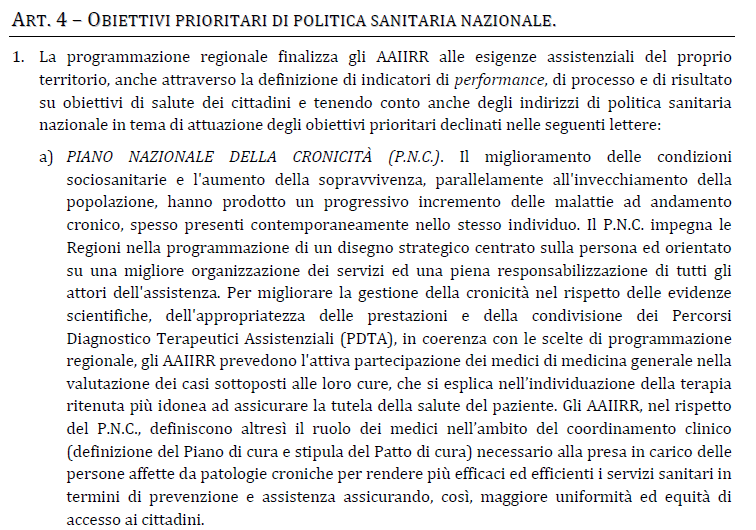 ART. 4 – OBIETTIVI PRIORITARI DI POLITICA SANITARIA NAZIONALE.
1. La programmazione regionale finalizza gli AAIIRR alle esigenze assistenziali del proprio
territorio, anche attraverso la definizione di indicatori di performance, di processo e di risultato
su obiettivi di salute dei cittadini e tenendo conto anche degli indirizzi di politica sanitaria
nazionale in tema di attuazione degli obiettivi prioritari declinati nelle seguenti lettere:
a) PIANO NAZIONALE DELLA CRONICITÀ (P.N.C.). Il miglioramento delle condizioni
sociosanitarie e l'aumento della sopravvivenza, parallelamente all'invecchiamento della
popolazione, hanno prodotto un progressivo incremento delle malattie ad andamento
cronico, spesso presenti contemporaneamente nello stesso individuo. Il P.N.C. impegna le
Regioni nella programmazione di un disegno strategico centrato sulla persona ed orientato
su una migliore organizzazione dei servizi ed una piena responsabilizzazione di tutti gli
attori dell'assistenza. Per migliorare la gestione della cronicità nel rispetto delle evidenze
scientifiche, dell'appropriatezza delle prestazioni e della condivisione dei Percorsi
Diagnostico Terapeutici Assistenziali (PDTA), in coerenza con le scelte di programmazione
regionale, gli AAIIRR prevedono l'attiva partecipazione dei medici di medicina generale nella
valutazione dei casi sottoposti alle loro cure, che si esplica nell'individuazione della terapia
ritenuta più idonea ad assicurare la tutela della salute del paziente. Gli AAIIRR, nel rispetto
del P.N.C., definiscono altresì il ruolo dei medici nell'ambito del coordinamento clinico
(definizione del Piano di cura e stipula del Patto di cura) necessario alla presa in carico delle
persone affette da patologie croniche per rendere più efficaci ed efficienti i servizi sanitari in
termini di prevenzione e assistenza assicurando, così, maggiore uniformità ed equità di
accesso ai cittadini.